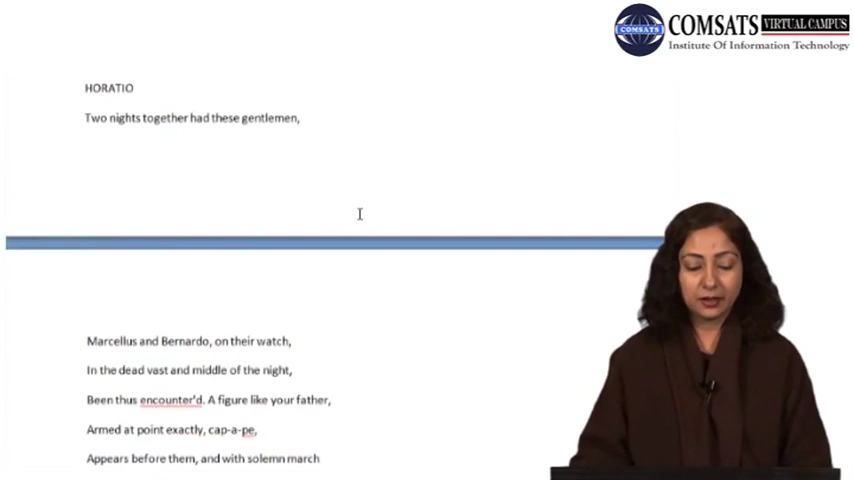 COMSATS VIRTUAL CAMPUS
COMSATS Institute Of Information Technology
HORATIO
Two nights together had these gentlemen,
Marcellus and Bernardo, on their watch,
In the dead vast and middle of the night,
Been thus encounter'd. A figure like your father,
Armed at point exactly, cap-a-pe,
Appears before them, and with solemn march